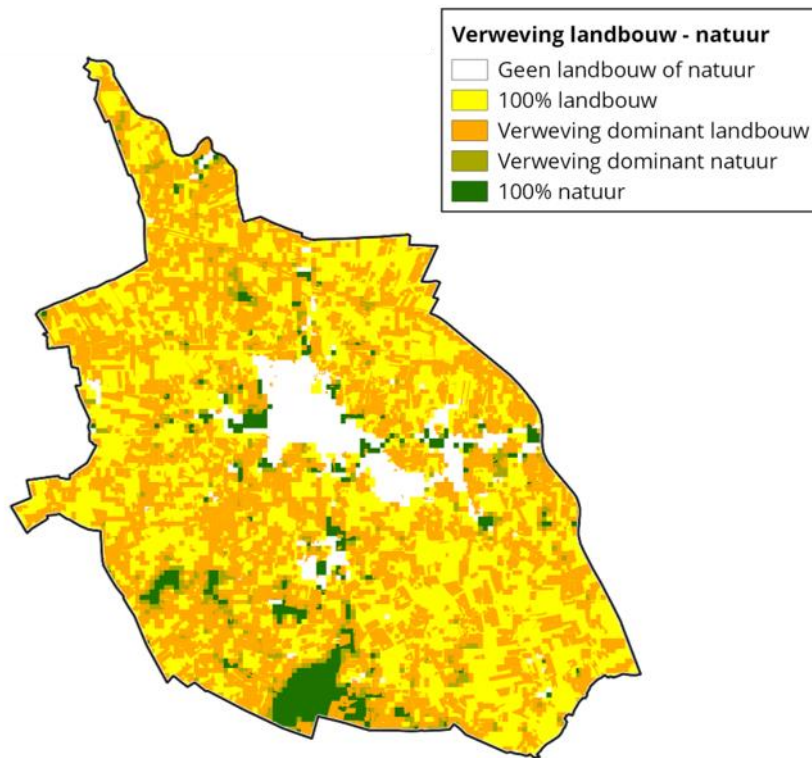 Verweving landbouw - natuur
Geen landbouw of natuur
100% landbouw
Verweving dominant landbouw
Verweving dominant natuur
100% natuur